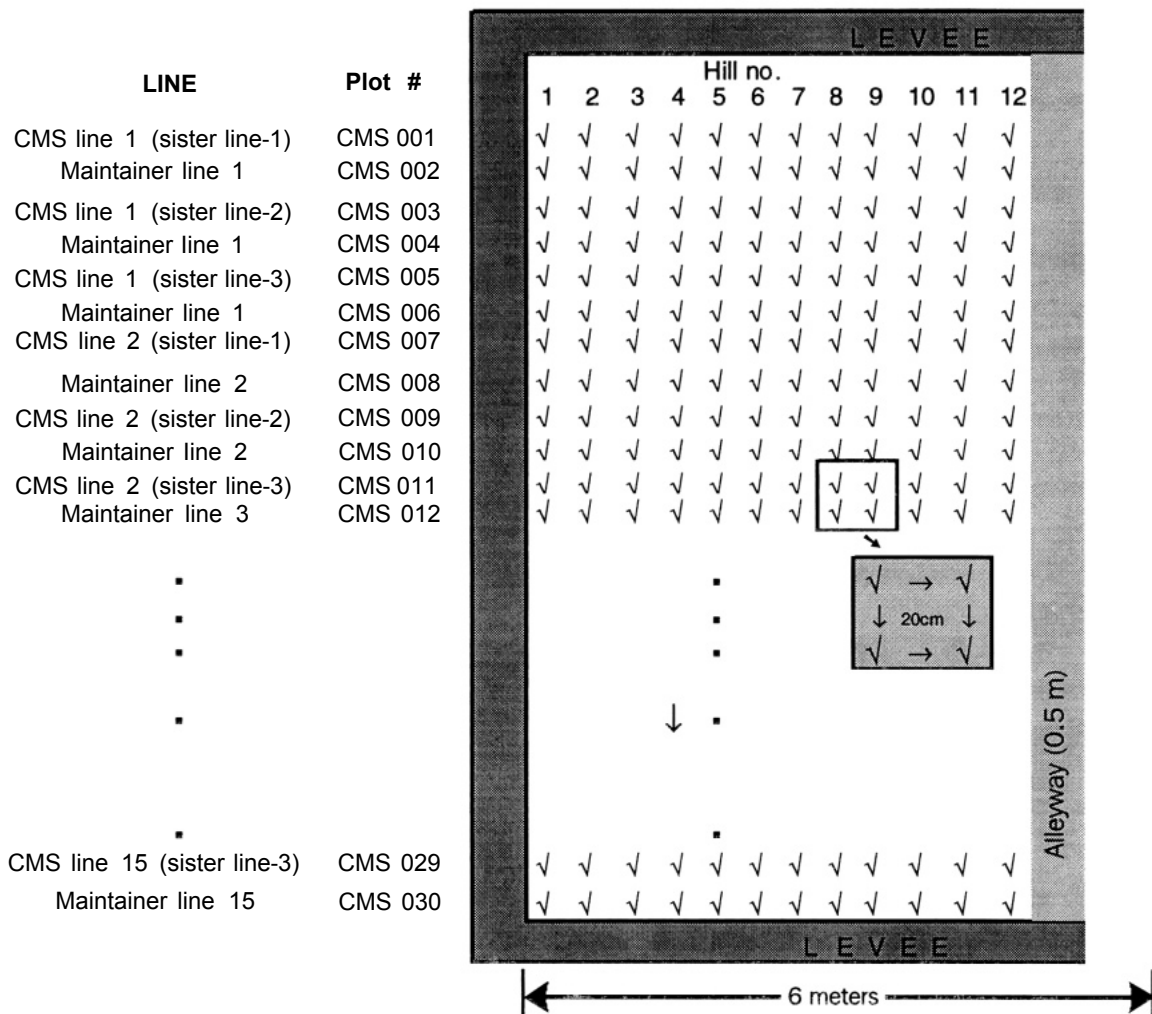 LEVEE
Hill no.
LINE Plot # 1 2 3 4 5 6 7 8 9 10 11 12
CMS line 1 (sister line-1) CMS 001 √ √ √ √ √ √ √ √ √ √ √ √
Maintainer line 1 CMS 002 √ √ √ √ √ √ √ √ √ √ √ √
CMS line 1 (sister line-2) CMS 003 √ √ √ √ √ √ √ √ √ √ √ √
Maintainer line 1 CMS 004 √ √ √ √ √ √ √ √ √ √ √ √
CMS line 1 (sister line-3) CMS 005 √ √ √ √ √ √ √ √ √ √ √ √
Maintainer line 1 CMS 006 √ √ √ √ √ √ √ √ √ √ √ √
CMS line 2 (sister line-1) CMS 007 √ √ √ √ √ √ √ √ √ √ √ √
Maintainer line 2 CMS 008 √ √ √ √ √ √ √ √ √ √ √ √
CMS line 2 (sister line-2) CMS 009 √ √ √ √ √ √ √ √ √ √ √ √
Maintainer line 2 CMS 010 √ √ √ √ √ √ √ √ √ √ √ √
CMS line 2 (sister line-3) CMS 011 √ √ √ √ √ √ √ √ √ √ √ √
Maintainer line 3 CMS 012 √ √ √ √ √ √ √ √ √ √ √ √
√ → √
↓ 20cm ↓
√ → √
↓
Alleyway (0.5 m)
CMS line 15 (sister line-3) CMS 029 √ √ √ √ √ √ √ √ √ √ √ √
Maintainer line 15 CMS 030 √ √ √ √ √ √ √ √ √ √ √ √
LEVEE
6 meters